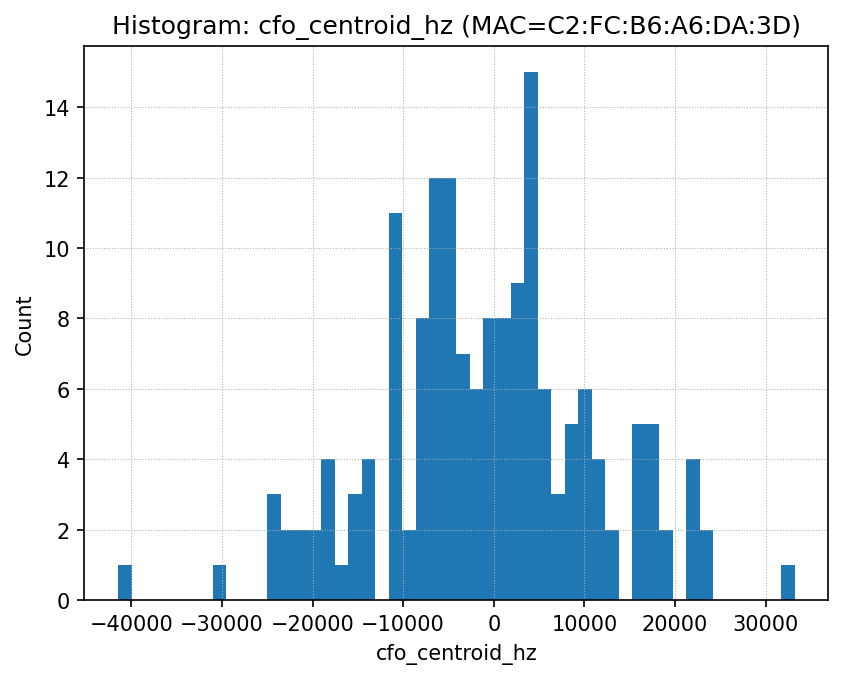 Histogram: cfo_centroid_hz (MAC=C2:FC:B6:A6:DA:3D)
14
12
10
8
6
4
2
0
Count
−40000 −30000 −20000 −10000 0 10000 20000 30000
cfo_centroid_hz